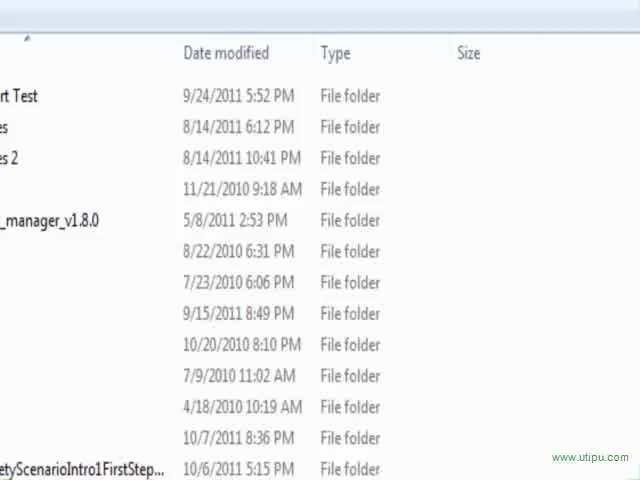 Date modified Type Size
rt Test 9/24/2011 5:52 PM File folder
es 8/14/2011 6:12 PM File folder
es 2 8/14/2011 10:41 PM File folder
11/21/2010 9:18 AM File folder
_manager_v1.8.0 5/8/2011 2:53 PM File folder
8/22/2010 6:31 PM File folder
7/23/2010 6:06 PM File folder
9/15/2011 8:49 PM File folder
10/20/2010 8:10 PM File folder
7/9/2010 11:02 AM File folder
4/18/2010 10:19 AM File folder
10/7/2011 8:36 PM File folder
www.utipu.com
etyScenarioIntro1FirstStep... 10/6/2011 5:15 PM File folder